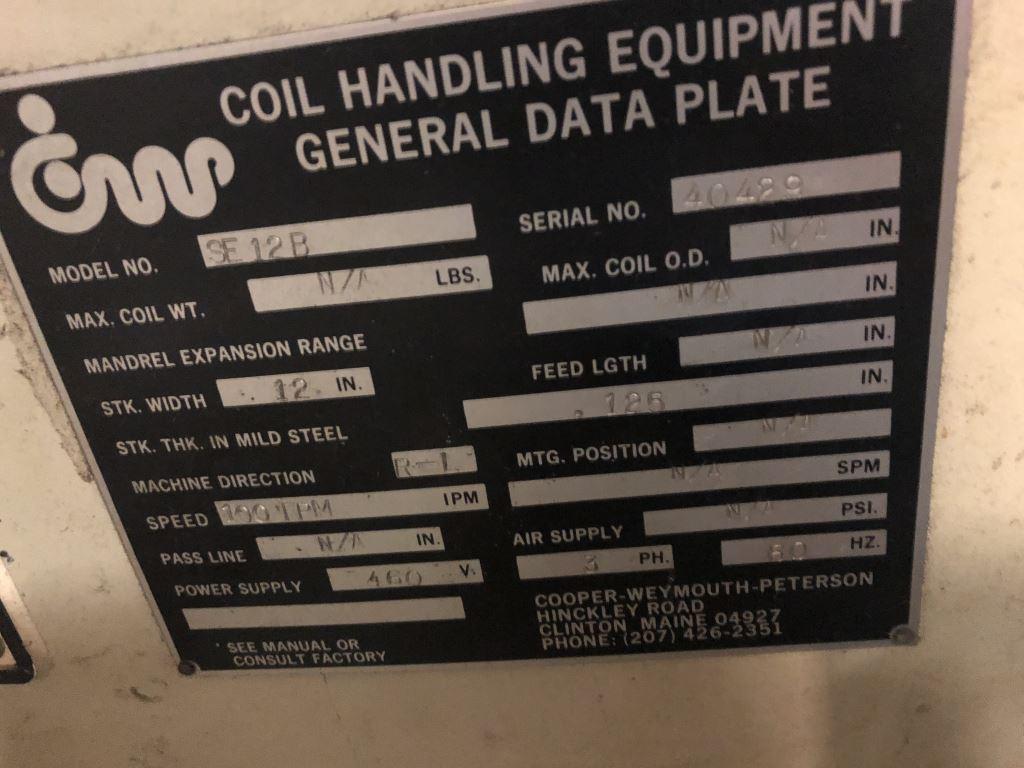 cwp
COIL HANDLING EQUIPMENT
GENERAL DATA PLATE
MODEL NO. SE 12B SERIAL NO. 40429
MAX. COIL WT. N/A LBS. MAX. COIL O.D. N/A IN.
MANDREL EXPANSION RANGE N/A IN.
STK. WIDTH 12 IN. FEED LGTH N/A IN.
STK. THK. IN MILD STEEL IN.
MACHINE DIRECTION R-L MTG. POSITION N/A
SPEED IPM N/A SPM
PASS LINE N/A IN. AIR SUPPLY N/A PSI.
POWER SUPPLY 460 V. 3 PH. 60 HZ.
* SEE MANUAL OR
CONSULT FACTORY
COOPER-WEYMOUTH-PETERSON
HINCKLEY ROAD
CLINTON, MAINE 04927
PHONE: (207) 426-2351